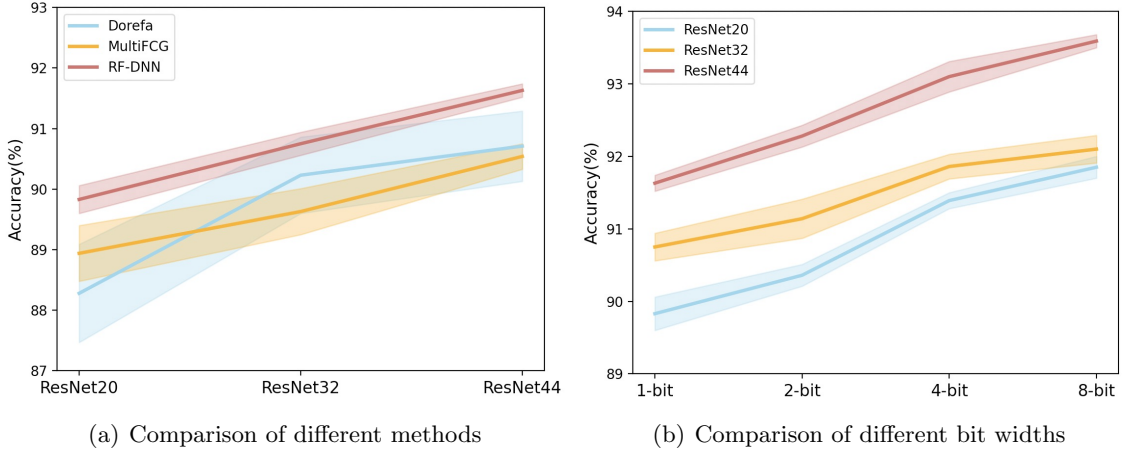 93
92
91
90
89
88
87
Accuracy(%)
Dorefa
MultiFCG
RF-DNN
ResNet20
ResNet32
ResNet44
(a) Comparison of different methods
94
93
92
91
90
89
Accuracy(%)
ResNet20
ResNet32
ResNet44
1-bit
2-bit
4-bit
8-bit
(b) Comparison of different bit widths